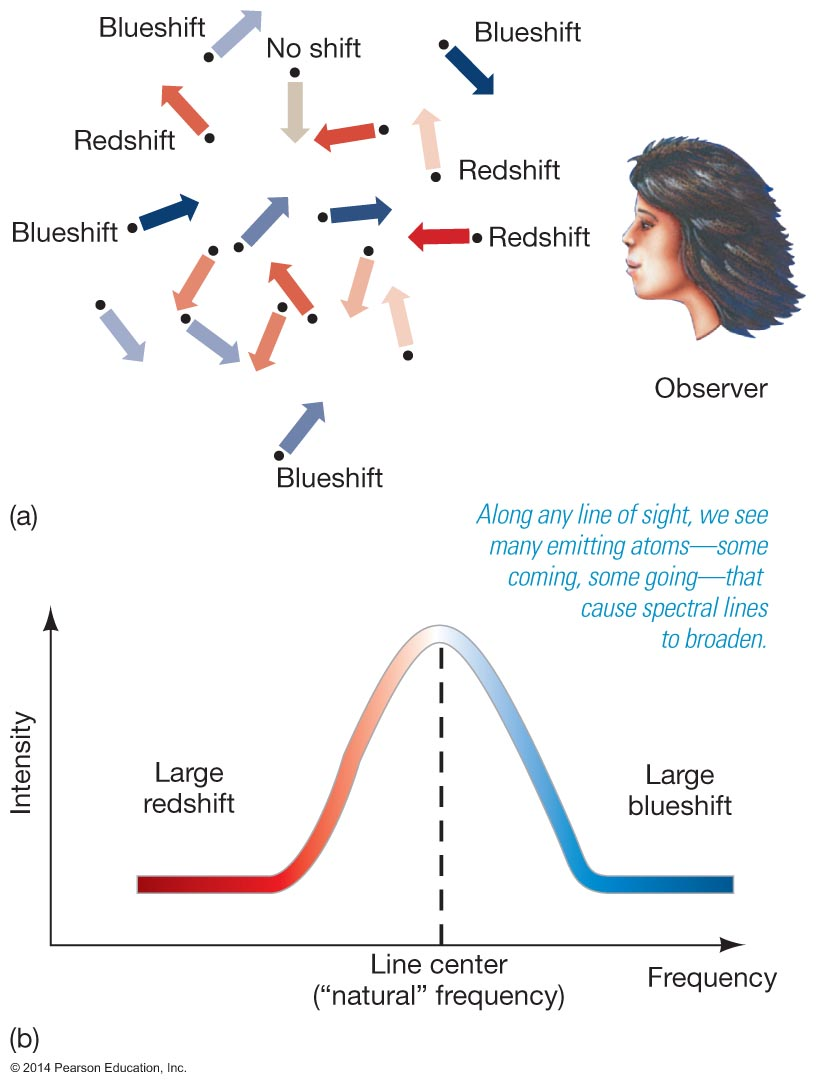 Blueshift
No shift
Blueshift
Redshift
Redshift
Blueshift
Redshift
Observer
Blueshift
(a)
Along any line of sight, we see
many emitting atoms—some
coming, some going—that
cause spectral lines
to broaden.
Intensity
Large
redshift
Large
blueshift
Line center
(“natural” frequency)
Frequency
(b)
© 2014 Pearson Education, Inc.